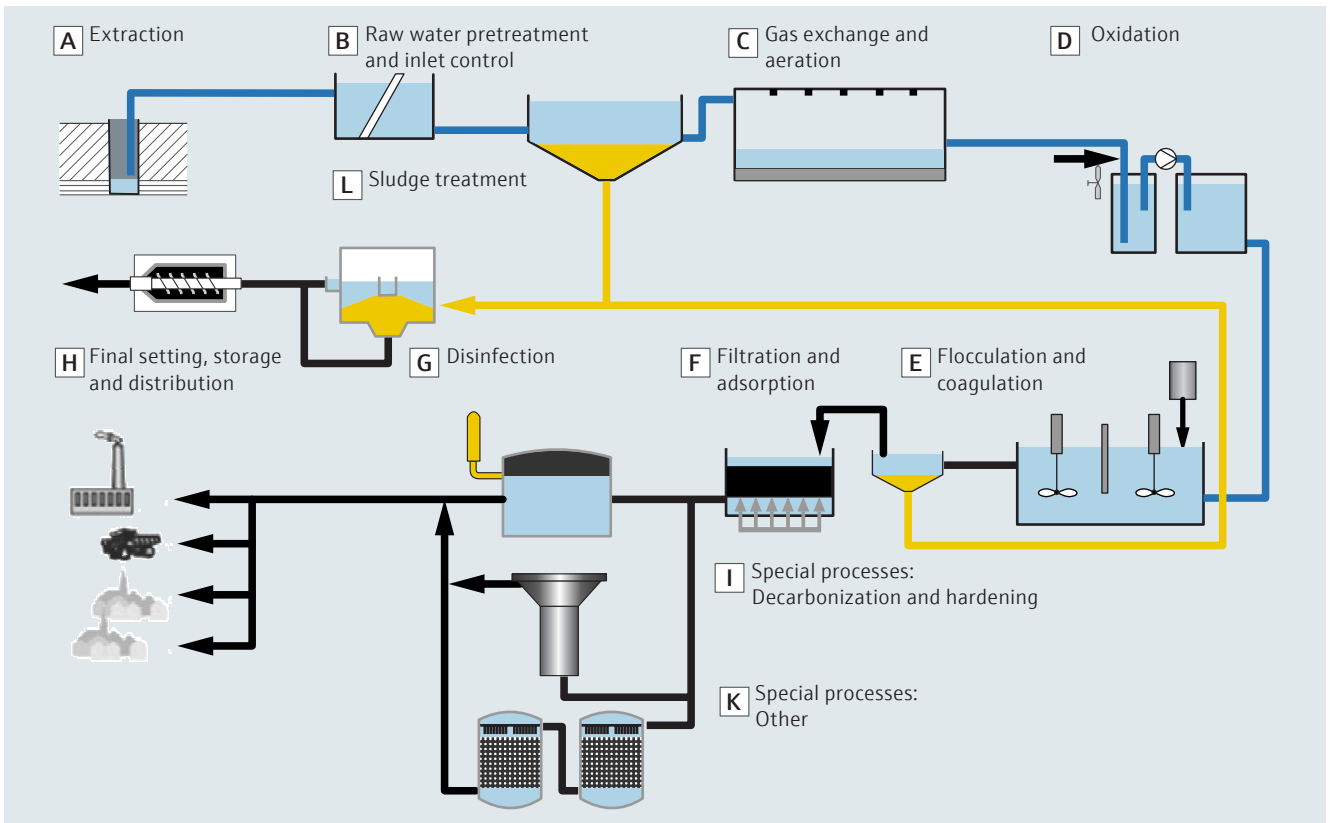 A Extraction
B Raw water pretreatment
and inlet control
C Gas exchange and
aeration
D Oxidation
L Sludge treatment
H Final setting, storage
and distribution
G Disinfection
F Filtration and
adsorption
E Flocculation and
coagulation
I Special processes:
Decarbonization and hardening
K Special processes:
Other